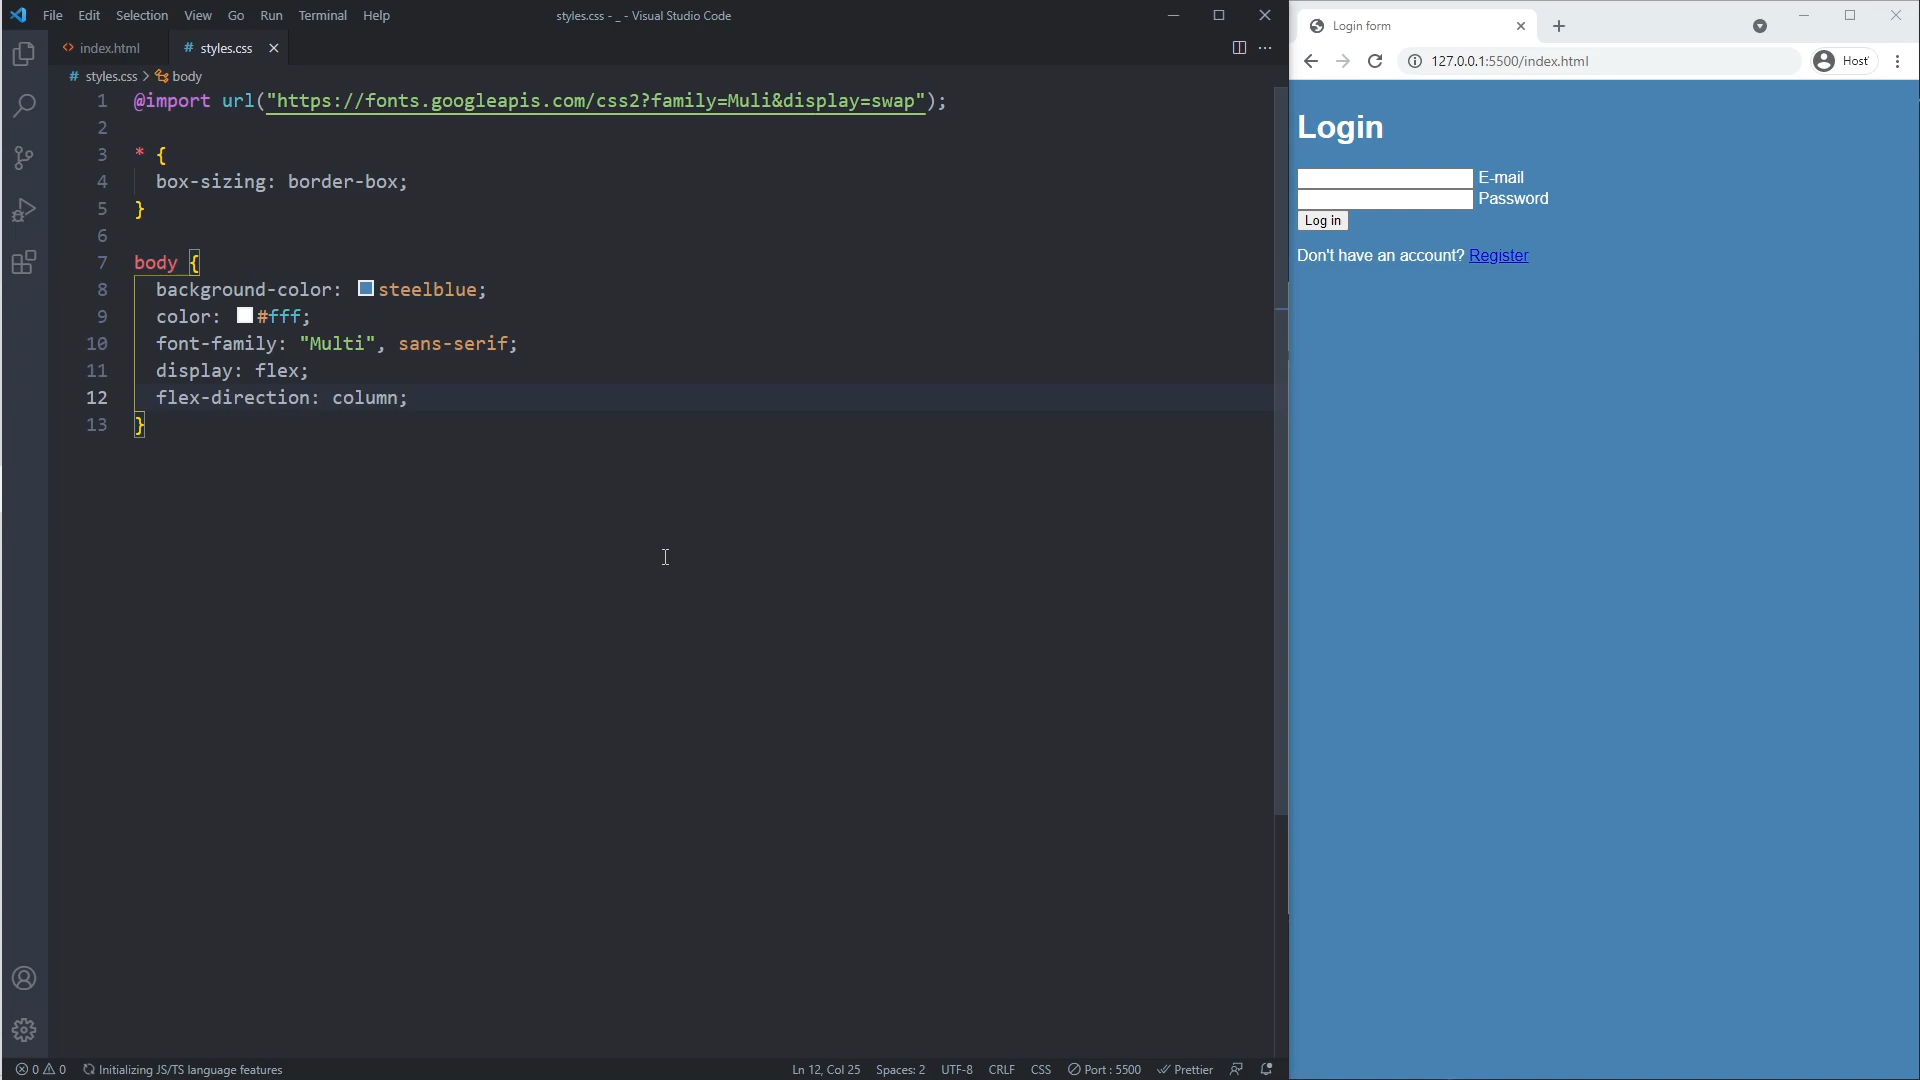 File Edit Selection View Go Run Terminal Help
styles.css - _ - Visual Studio Code
index.html
# styles.css
# styles.css > body
1 @import url("https://fonts.googleapis.com/css2?family=Muli&display=swap");
2
3 * {
4 box-sizing: border-box;
5 }
6
7 body {
8 background-color: steelblue;
9 color: #fff;
10 font-family: "Multi", sans-serif;
11 display: flex;
12 flex-direction: column;
13 }
0 0 Initializing JS/TS language features
Ln 12, Col 25 Spaces: 2 UTF-8 CRLF CSS Port : 5500 Prettier
Login form
127.0.0.1:5500/index.html
Host
Login
E-mail
Password
Log in
Don't have an account? Register